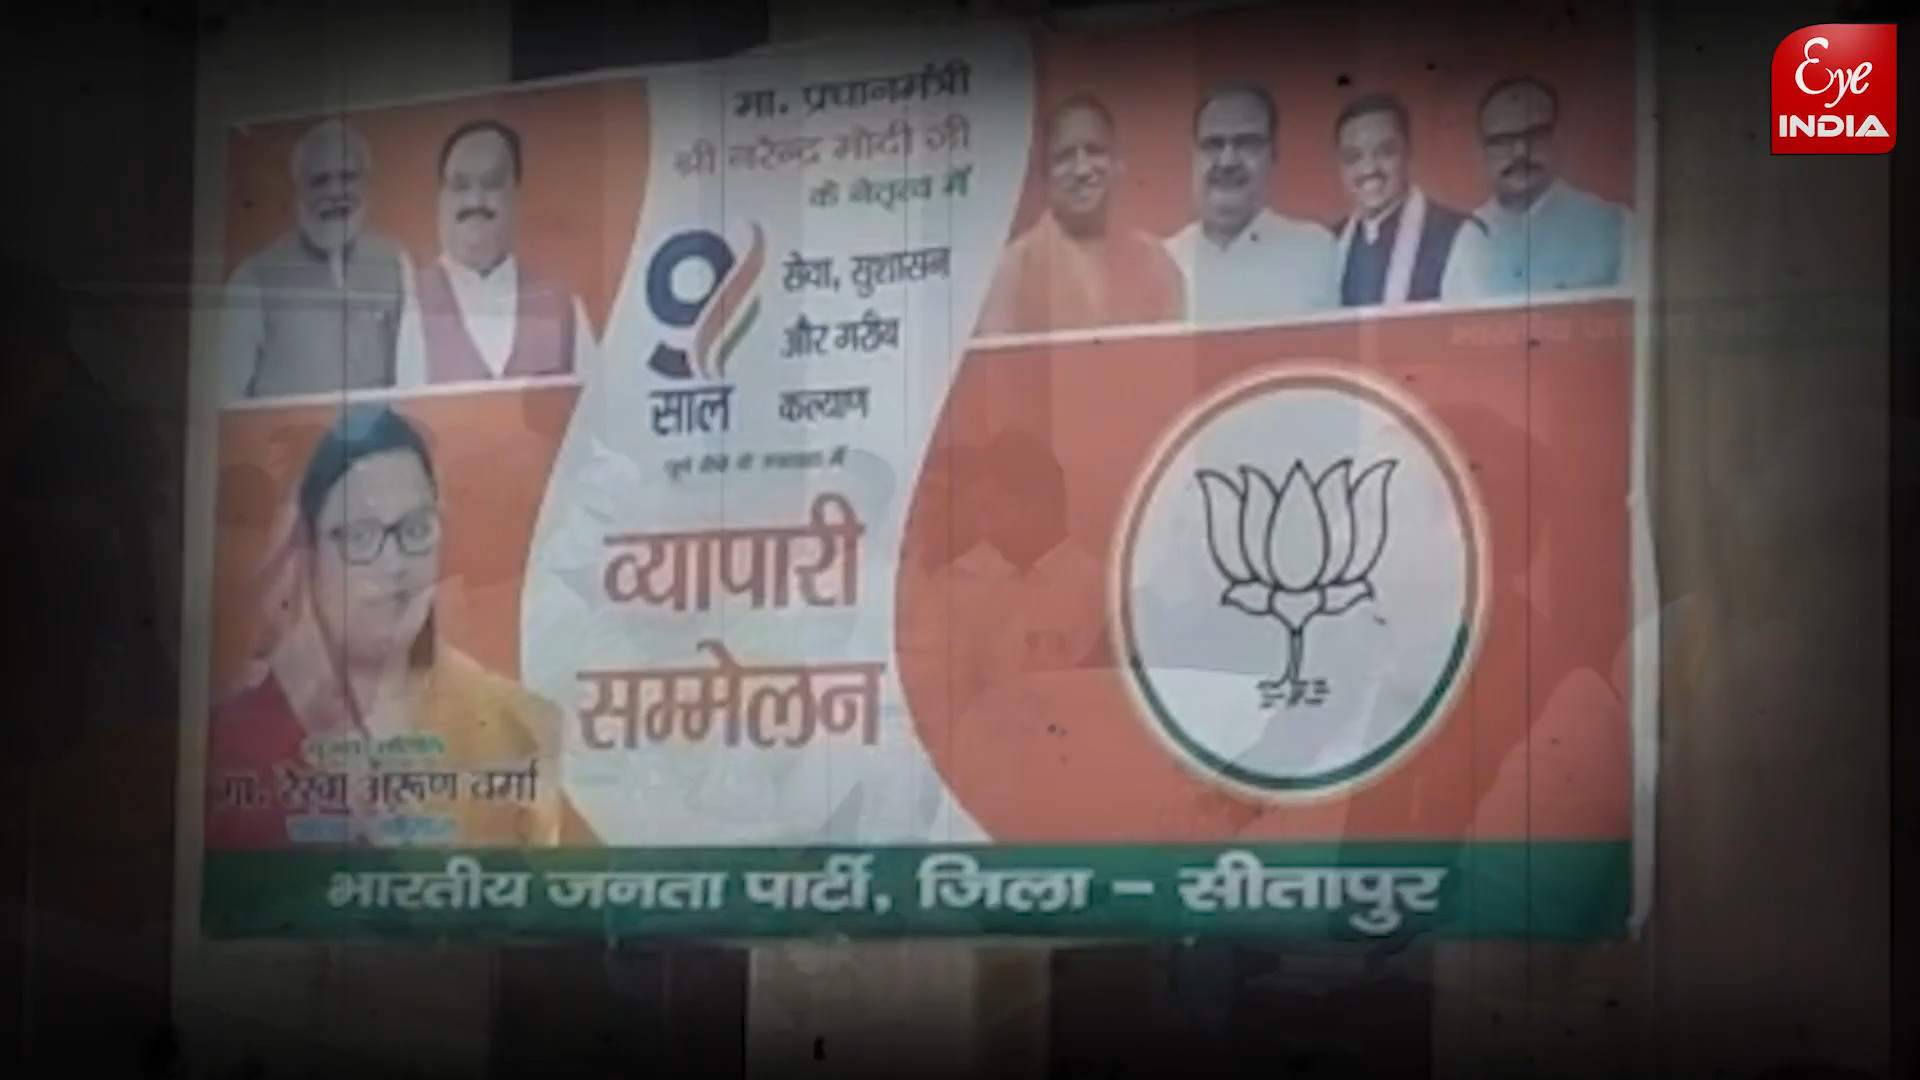 मा. प्रधानमंत्री
श्री नरेन्द्र मोदी जी
के नेतृत्व में
9
साल
सेवा, सुशासन
और गरीब
कल्याण
व्यापारी
सम्मेलन
मा. रेखा अरूण वर्मा
भारतीय जनता पार्टी, जिला - सीतापुर
Eye
INDIA